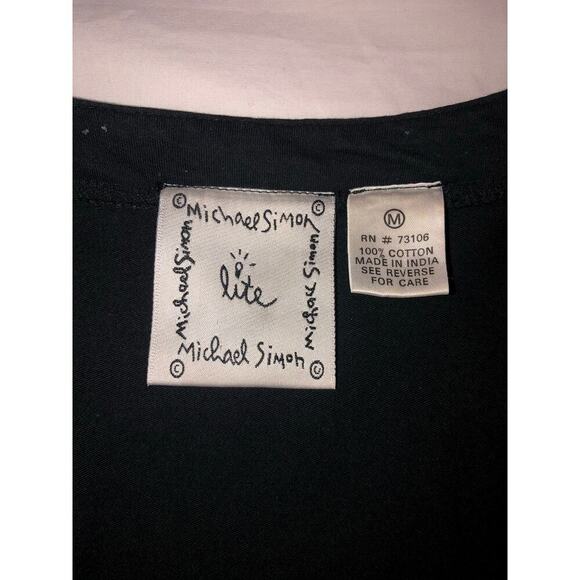 © Michael Simon ©
Michael Simon
lite
Michael Simon
© Michael Simon ©
M
RN # 73106
100% COTTON
MADE IN INDIA
SEE REVERSE
FOR CARE